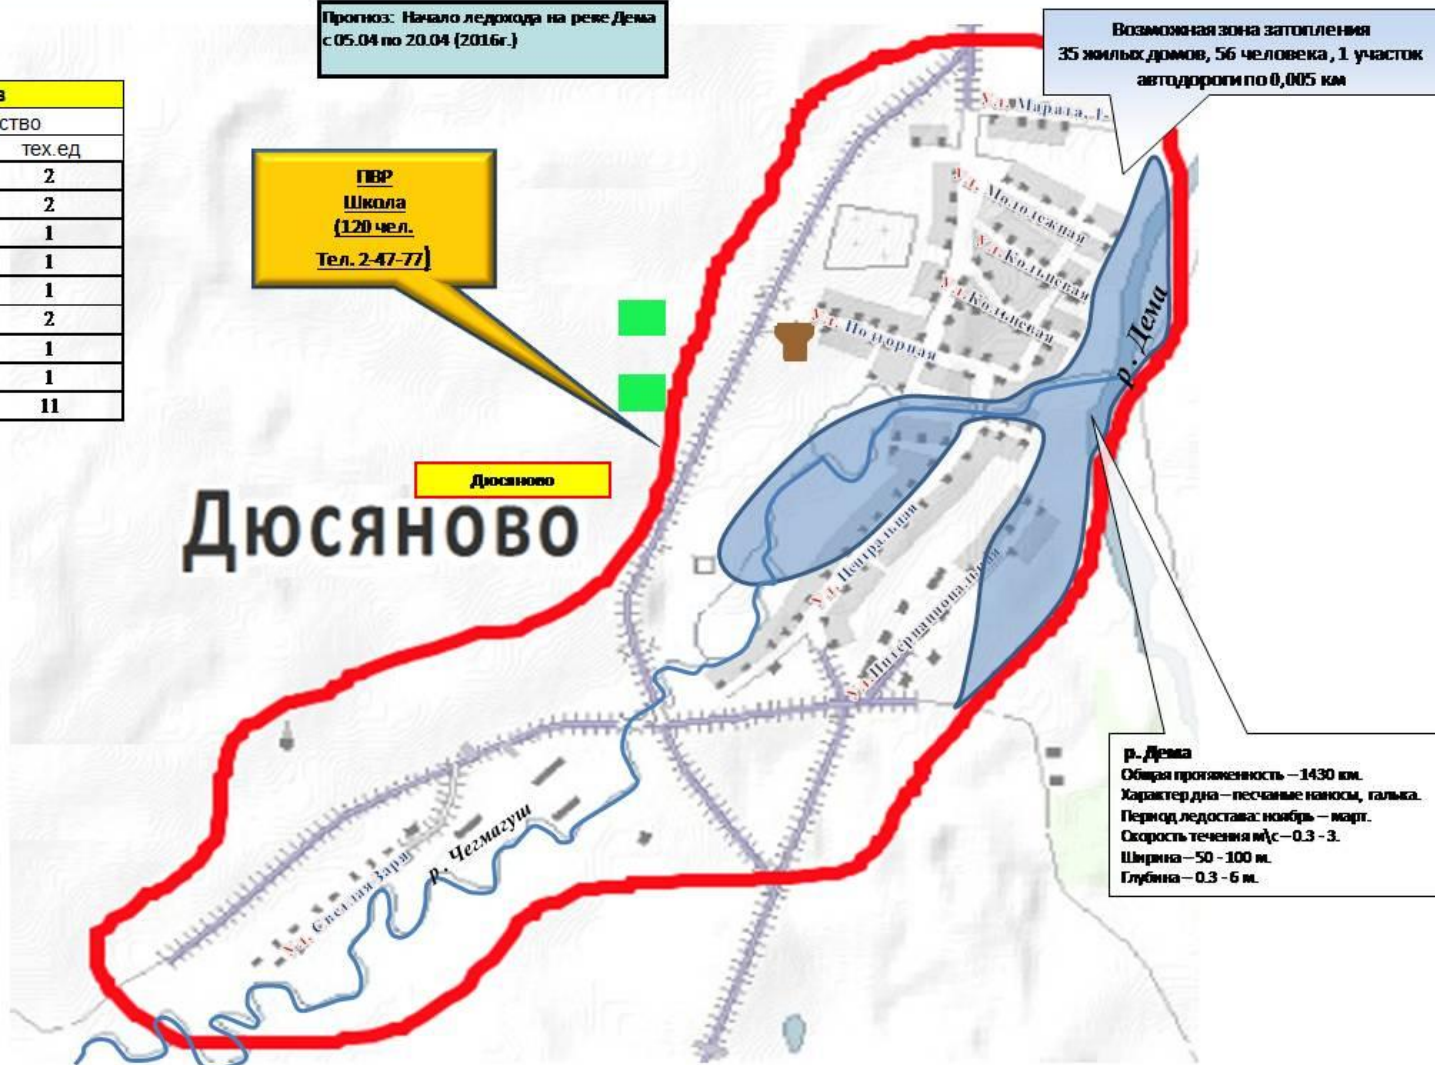 Прогноз: Начало ледохода на реке Дема
с 05.04 по 20.04 (2016г.)
Возможная зона затопления
35 жилых домов, 56 человека, 1 участок
автодороги по 0,005 км
в
ство
тех.ед
2
2
1
1
1
2
1
1
11
ПВР
Школа
(120 чел.
Тел. 2-47-77)
Ул. Марата, 1-
Ул. Молодежная
Ул. Кольцевая
Ул. Кольцевая
Ул. Подгорная
р. Дема
Дюсяново
Дюсяново
Ул. Центральная
Ул. Интернациональная
р. Чегмагуш
Ул. Светлая Заря
р. Дема
Общая протяженность – 1430 км.
Характер дна – песчаные наносы, галька.
Период ледостава: ноябрь – март.
Скорость течения м\с – 0.3 - 3.
Ширина – 50 - 100 м.
Глубина – 0.3 - 6 м.